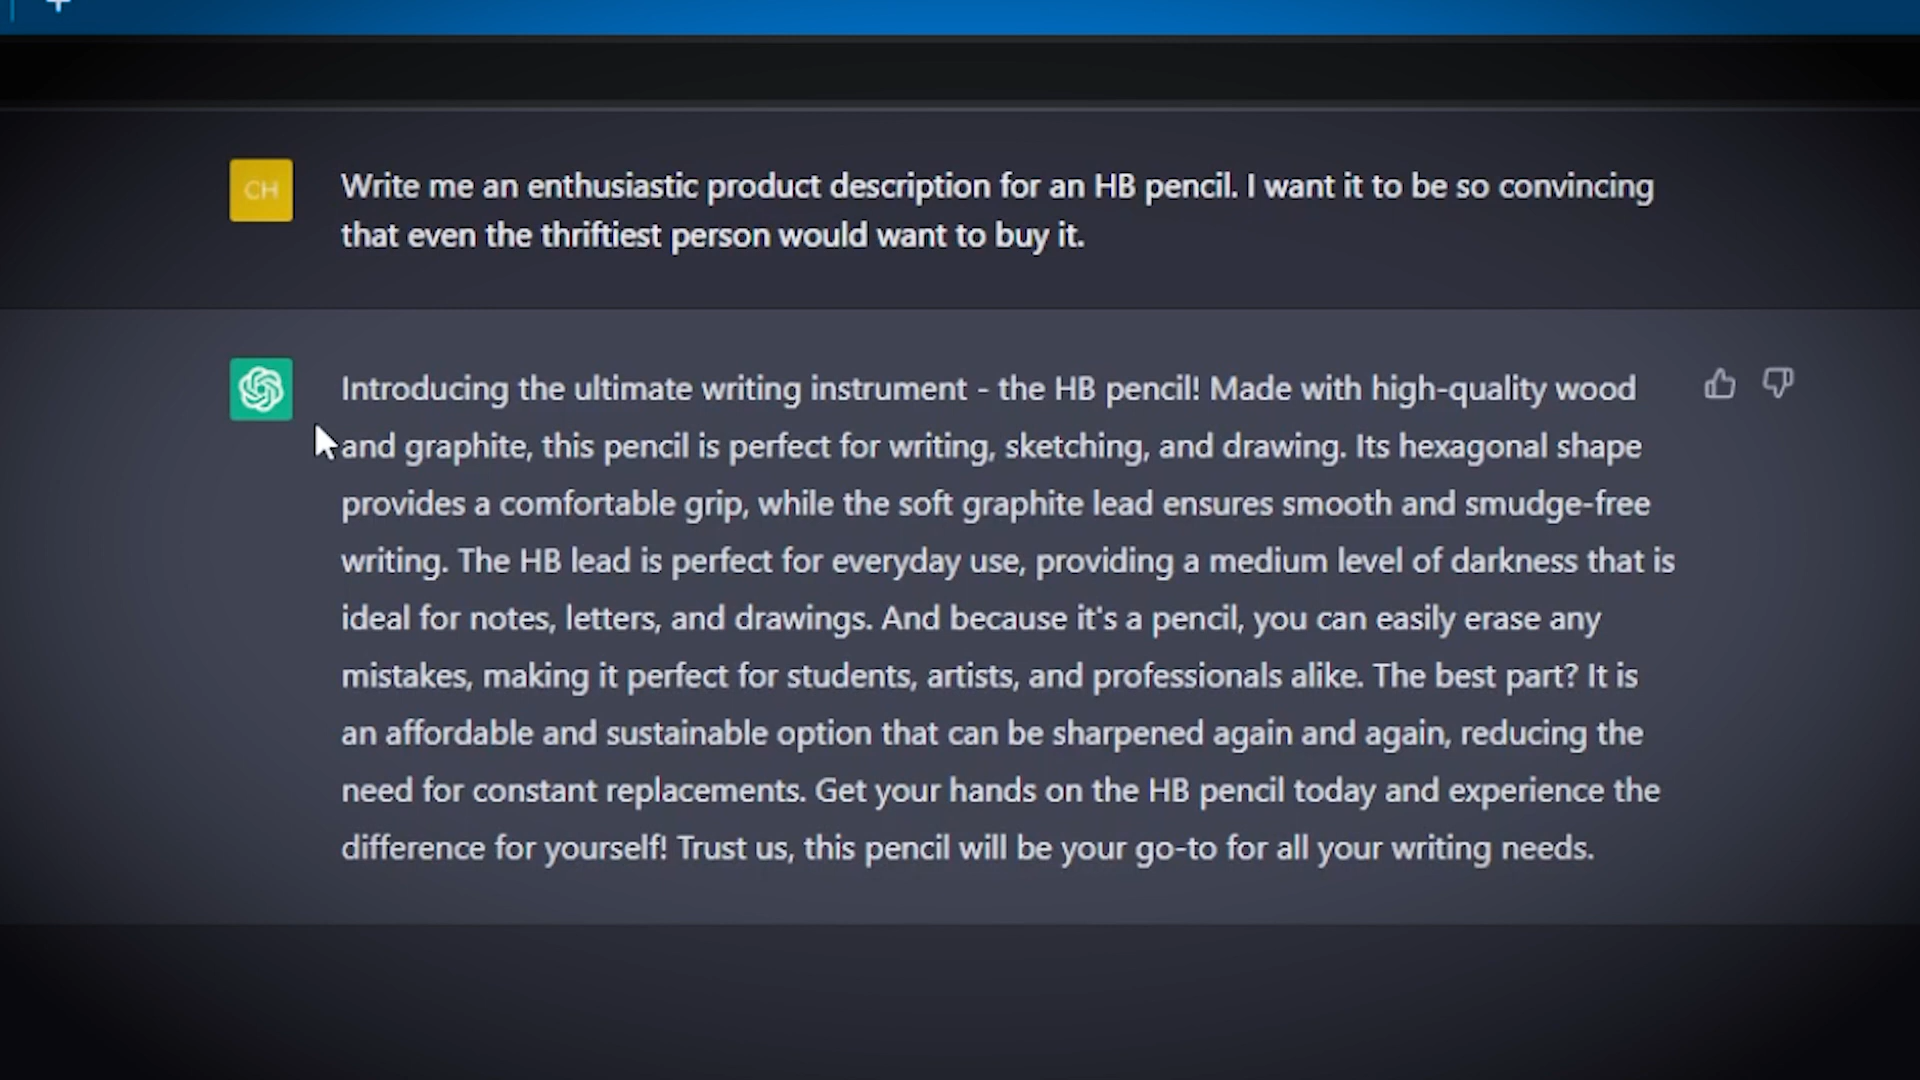 CH
Write me an enthusiastic product description for an HB pencil. I want it to be so convincing
that even the thriftiest person would want to buy it.
Introducing the ultimate writing instrument - the HB pencil! Made with high-quality wood
and graphite, this pencil is perfect for writing, sketching, and drawing. Its hexagonal shape
provides a comfortable grip, while the soft graphite lead ensures smooth and smudge-free
writing. The HB lead is perfect for everyday use, providing a medium level of darkness that is
ideal for notes, letters, and drawings. And because it's a pencil, you can easily erase any
mistakes, making it perfect for students, artists, and professionals alike. The best part? It is
an affordable and sustainable option that can be sharpened again and again, reducing the
need for constant replacements. Get your hands on the HB pencil today and experience the
difference for yourself! Trust us, this pencil will be your go-to for all your writing needs.